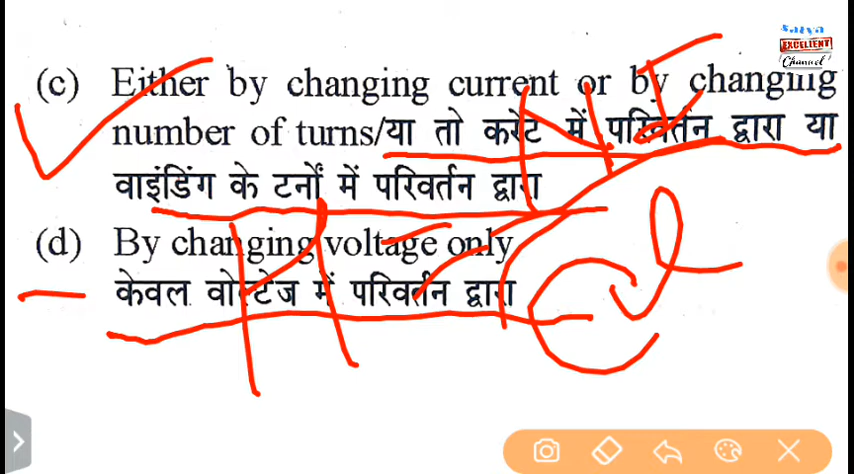 Satya
EXCELLENT
Channel
(c) Either by changing current or by changing
number of turns/या तो करेंट में परिवर्तन द्वारा या
वाइंडिंग के टर्नों में परिवर्तन द्वारा
(d) By changing voltage only
केवल वोल्टेज में परिवर्तन द्वारा